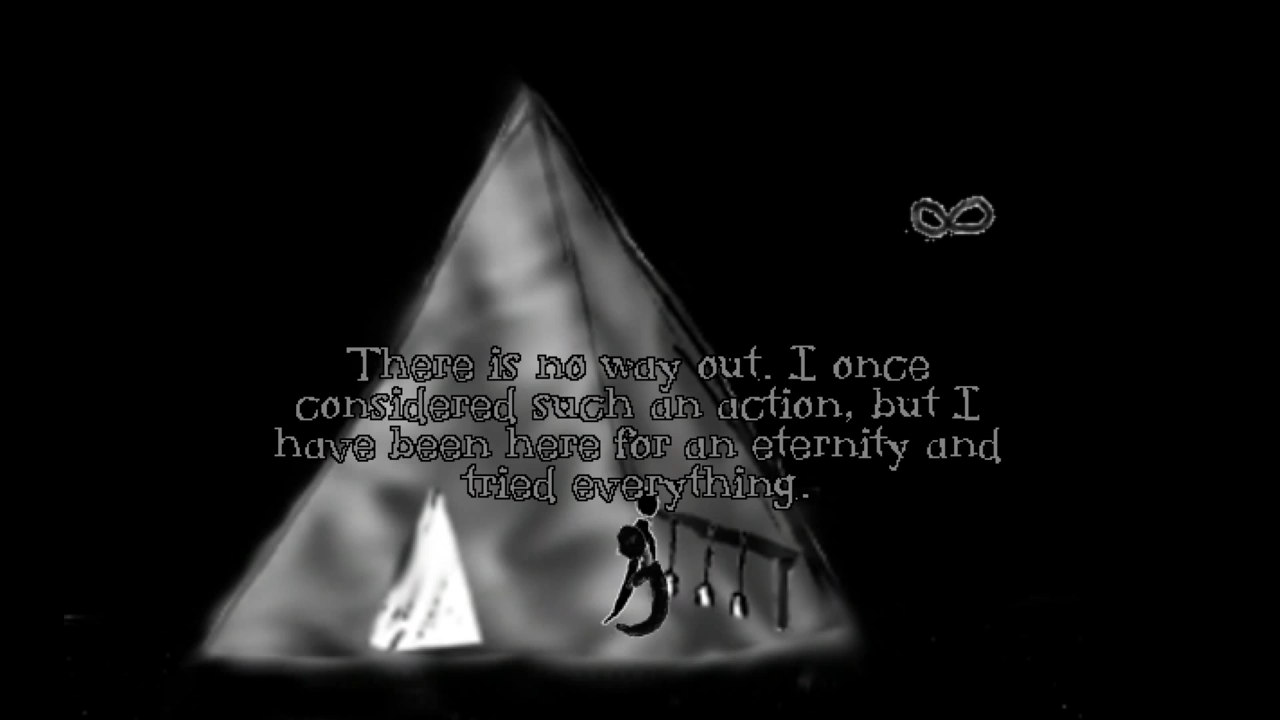 There is no way out. I once
considered such an action, but I
have been here for an eternity and
tried everything.